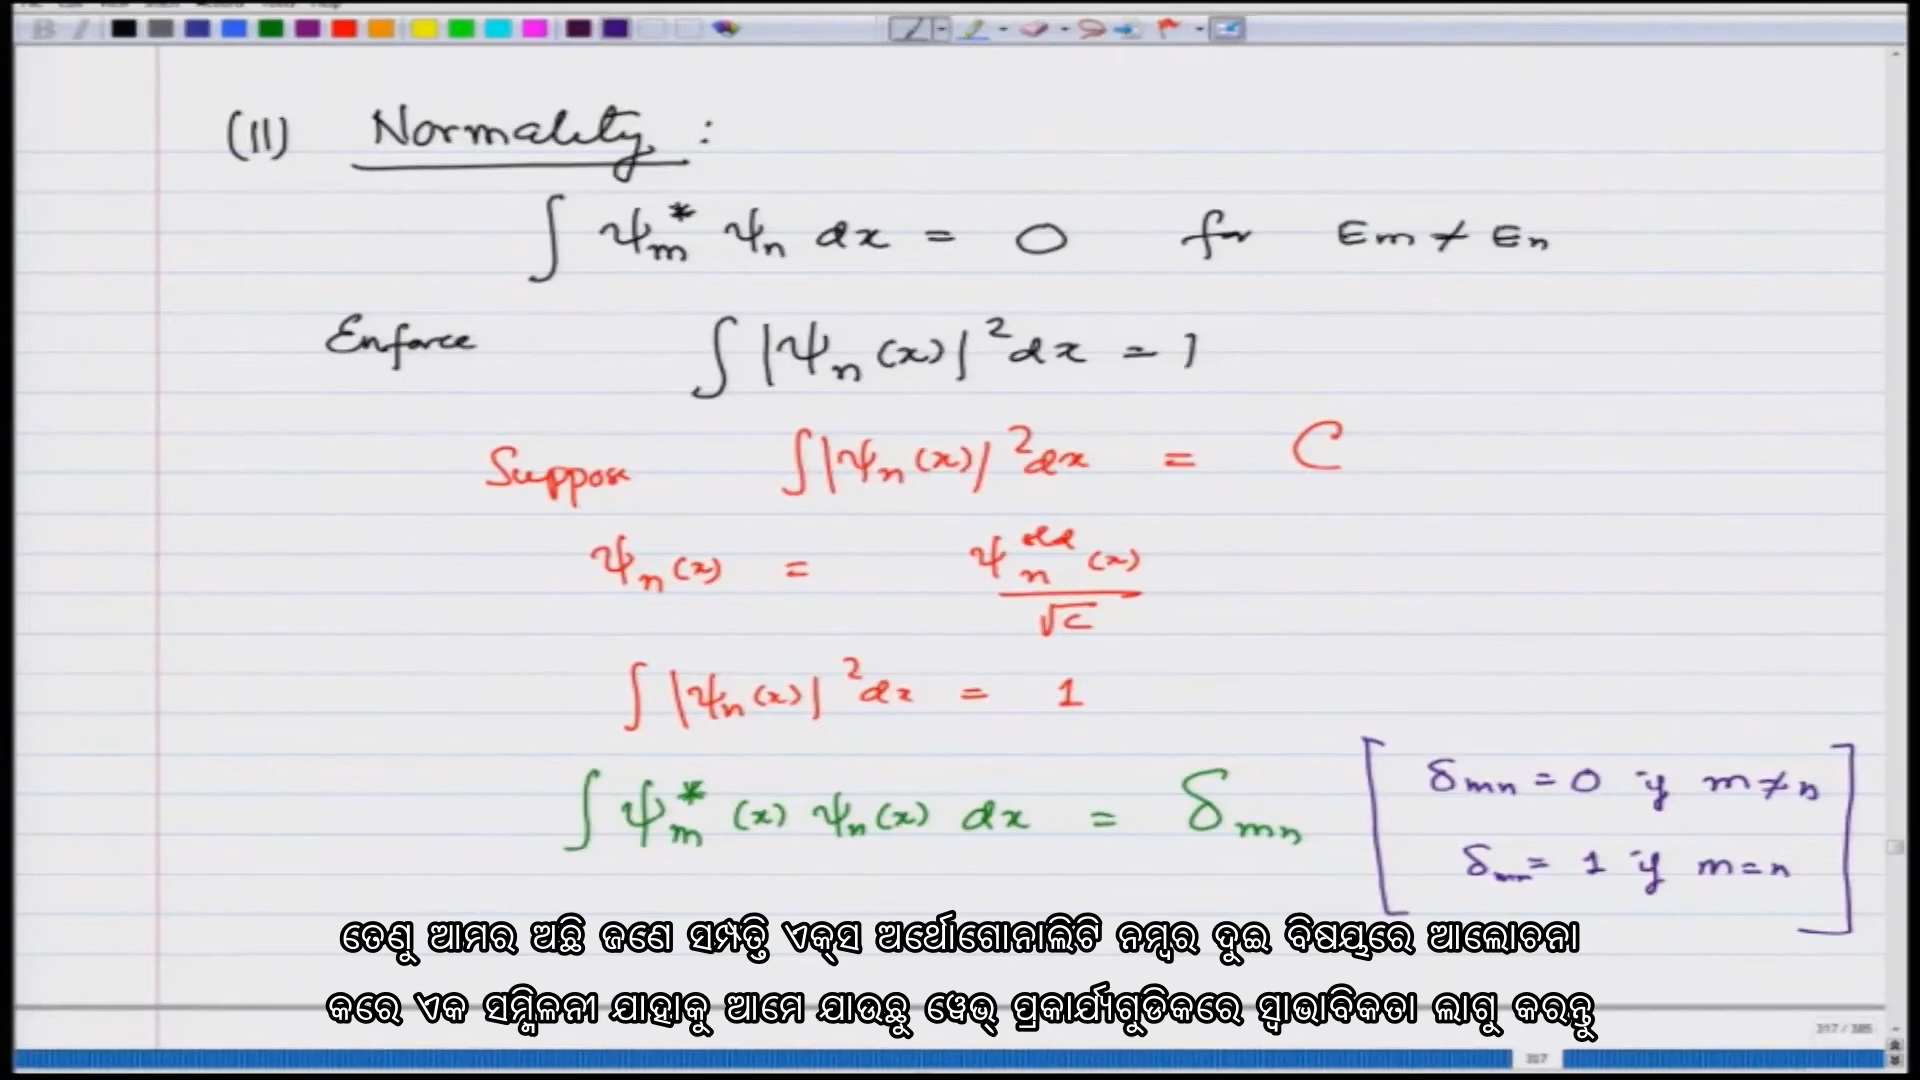 (II) Normality :
∫ ψm* ψn dx = 0 for Em ≠ En
Enforce ∫ |ψn (x)|² dx = 1
Suppose ∫ |ψn (x)|² dx = C
ψn (x) = ψn^old (x) / √C
∫ |ψn (x)|² dx = 1
∫ ψm* (x) ψn (x) dx = δmn
δmn = 0 if m ≠ n
δmn = 1 if m = n
ତେଣୁ ଆମର ଅଛି ଜଣେ ସମ୍ପତ୍ତି ଏକ୍ସ ଅର୍ଥୋଗୋନାଲିଟି ନମ୍ବର ଦୁଇ ବିଷୟରେ ଆଲୋଚନା
କରେ ଏକ ସମ୍ମିଳନୀ ଯାହାକୁ ଆମେ ଯାଉଛୁ ୱେଭ୍ ପ୍ରକାର୍ଯ୍ୟଗୁଡିକରେ ସ୍ୱାଭାବିକତା ଲାଗୁ କରନ୍ତୁ
317 / 385
317